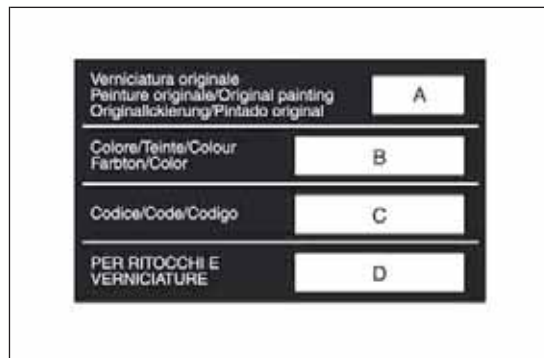 Verniciatura originale
Peinture originale/Original painting
Originallckierung/Pintado original
A
Colore/Teinte/Colour
Farbton/Color
B
Codice/Code/Codigo
C
PER RITOCCHI E
VERNICIATURE
D